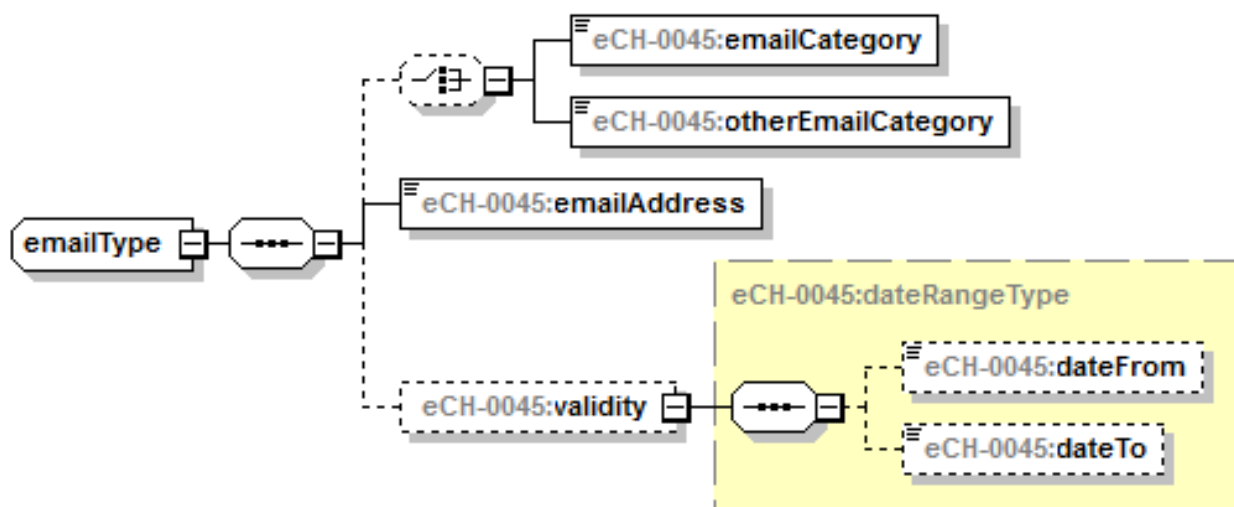 eCH-0045:emailCategory
eCH-0045:otherEmailCategory
eCH-0045:emailAddress
emailType
eCH-0045:dateRangeType
eCH-0045:dateFrom
eCH-0045:validity
eCH-0045:dateTo